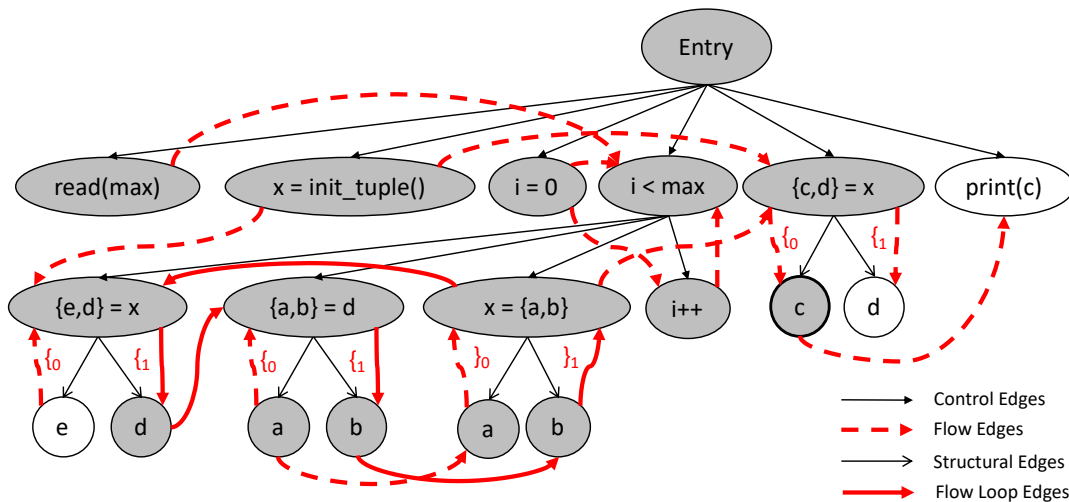 Entry
read(max)
x = init_tuple()
i = 0
i < max
{c,d} = x
print(c)
{0
{1
{e,d} = x
{a,b} = d
x = {a,b}
i++
c
d
{0
{1
{0
{1
}0
}1
e
d
a
b
a
b
Control Edges
Flow Edges
Structural Edges
Flow Loop Edges